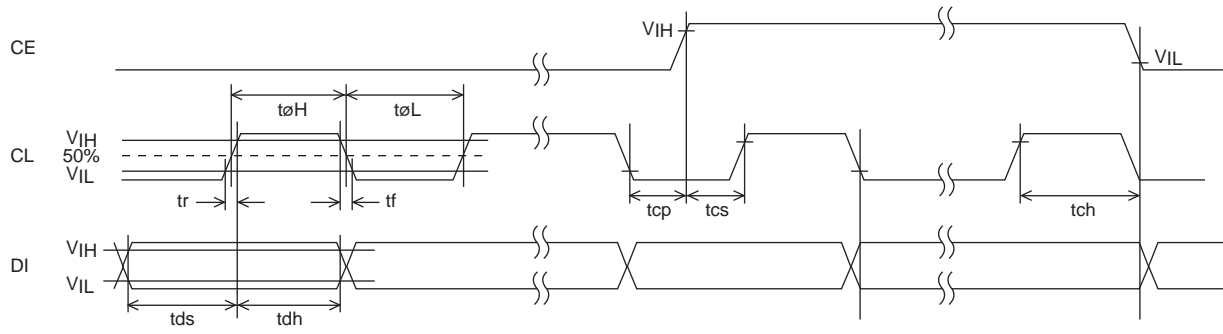 CE
VIH
VIL
tøH
tøL
CL
VIH
50%
VIL
tr
tf
tcp
tcs
tch
DI
VIH
VIL
tds
tdh